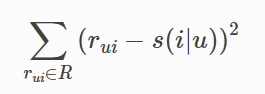 ∑_{r_{ui}∈R} (r_{ui} − s(i|u))²